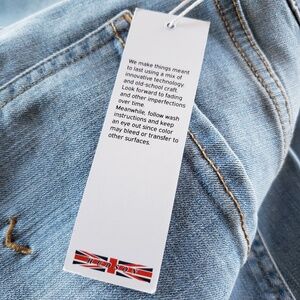 We make things meant
to last using a mix of
innovative technology
and old-school craft.
Look forward to fading
and other imperfections
over time.
Meanwhile, follow wash
instructions and keep
an eye out since color
may bleed or transfer to
other surfaces.